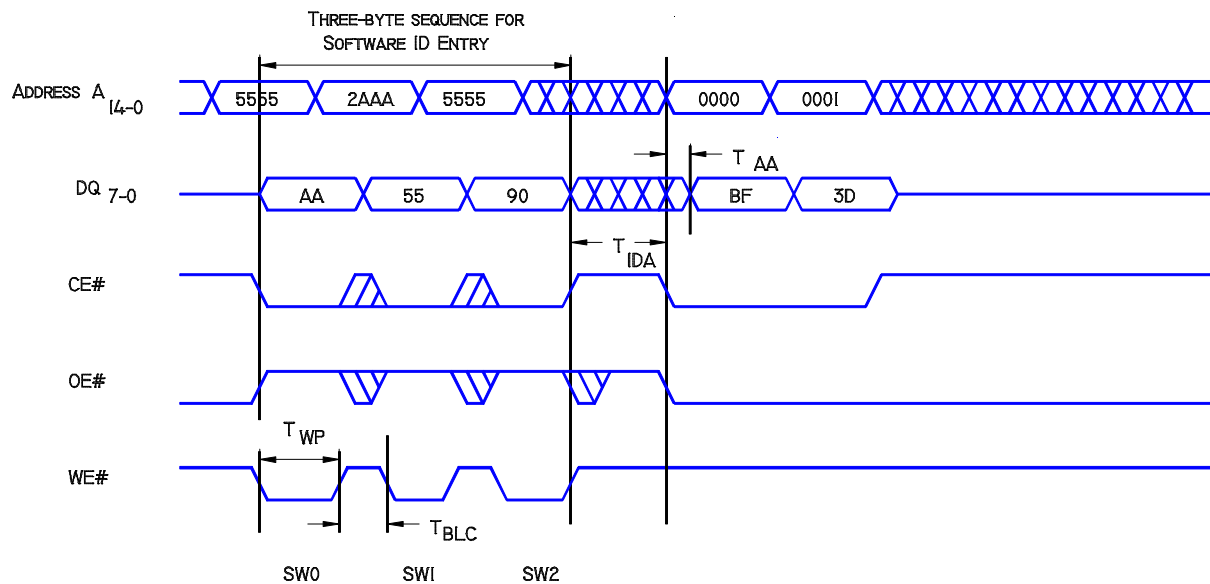 THREE-BYTE SEQUENCE FOR
SOFTWARE ID ENTRY
ADDRESS A 14-0
5555 2AAA 5555 0000 0001
T AA
DQ 7-0
AA 55 90 BF 3D
T IDA
CE#
OE#
T WP
WE#
T BLC
SW0 SW1 SW2